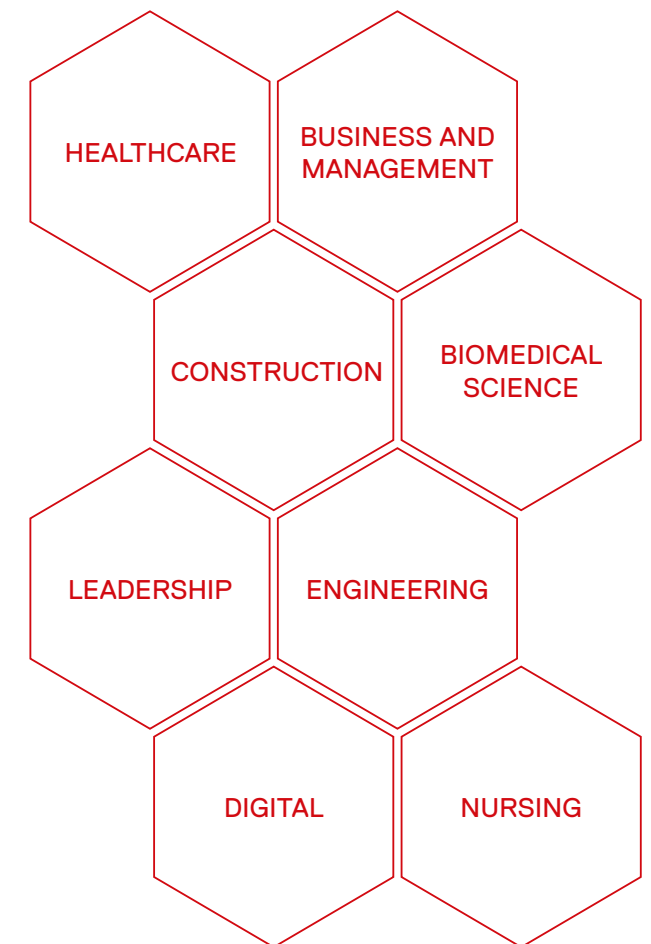 HEALTHCARE
BUSINESS AND
MANAGEMENT
CONSTRUCTION
BIOMEDICAL
SCIENCE
LEADERSHIP
ENGINEERING
DIGITAL
NURSING